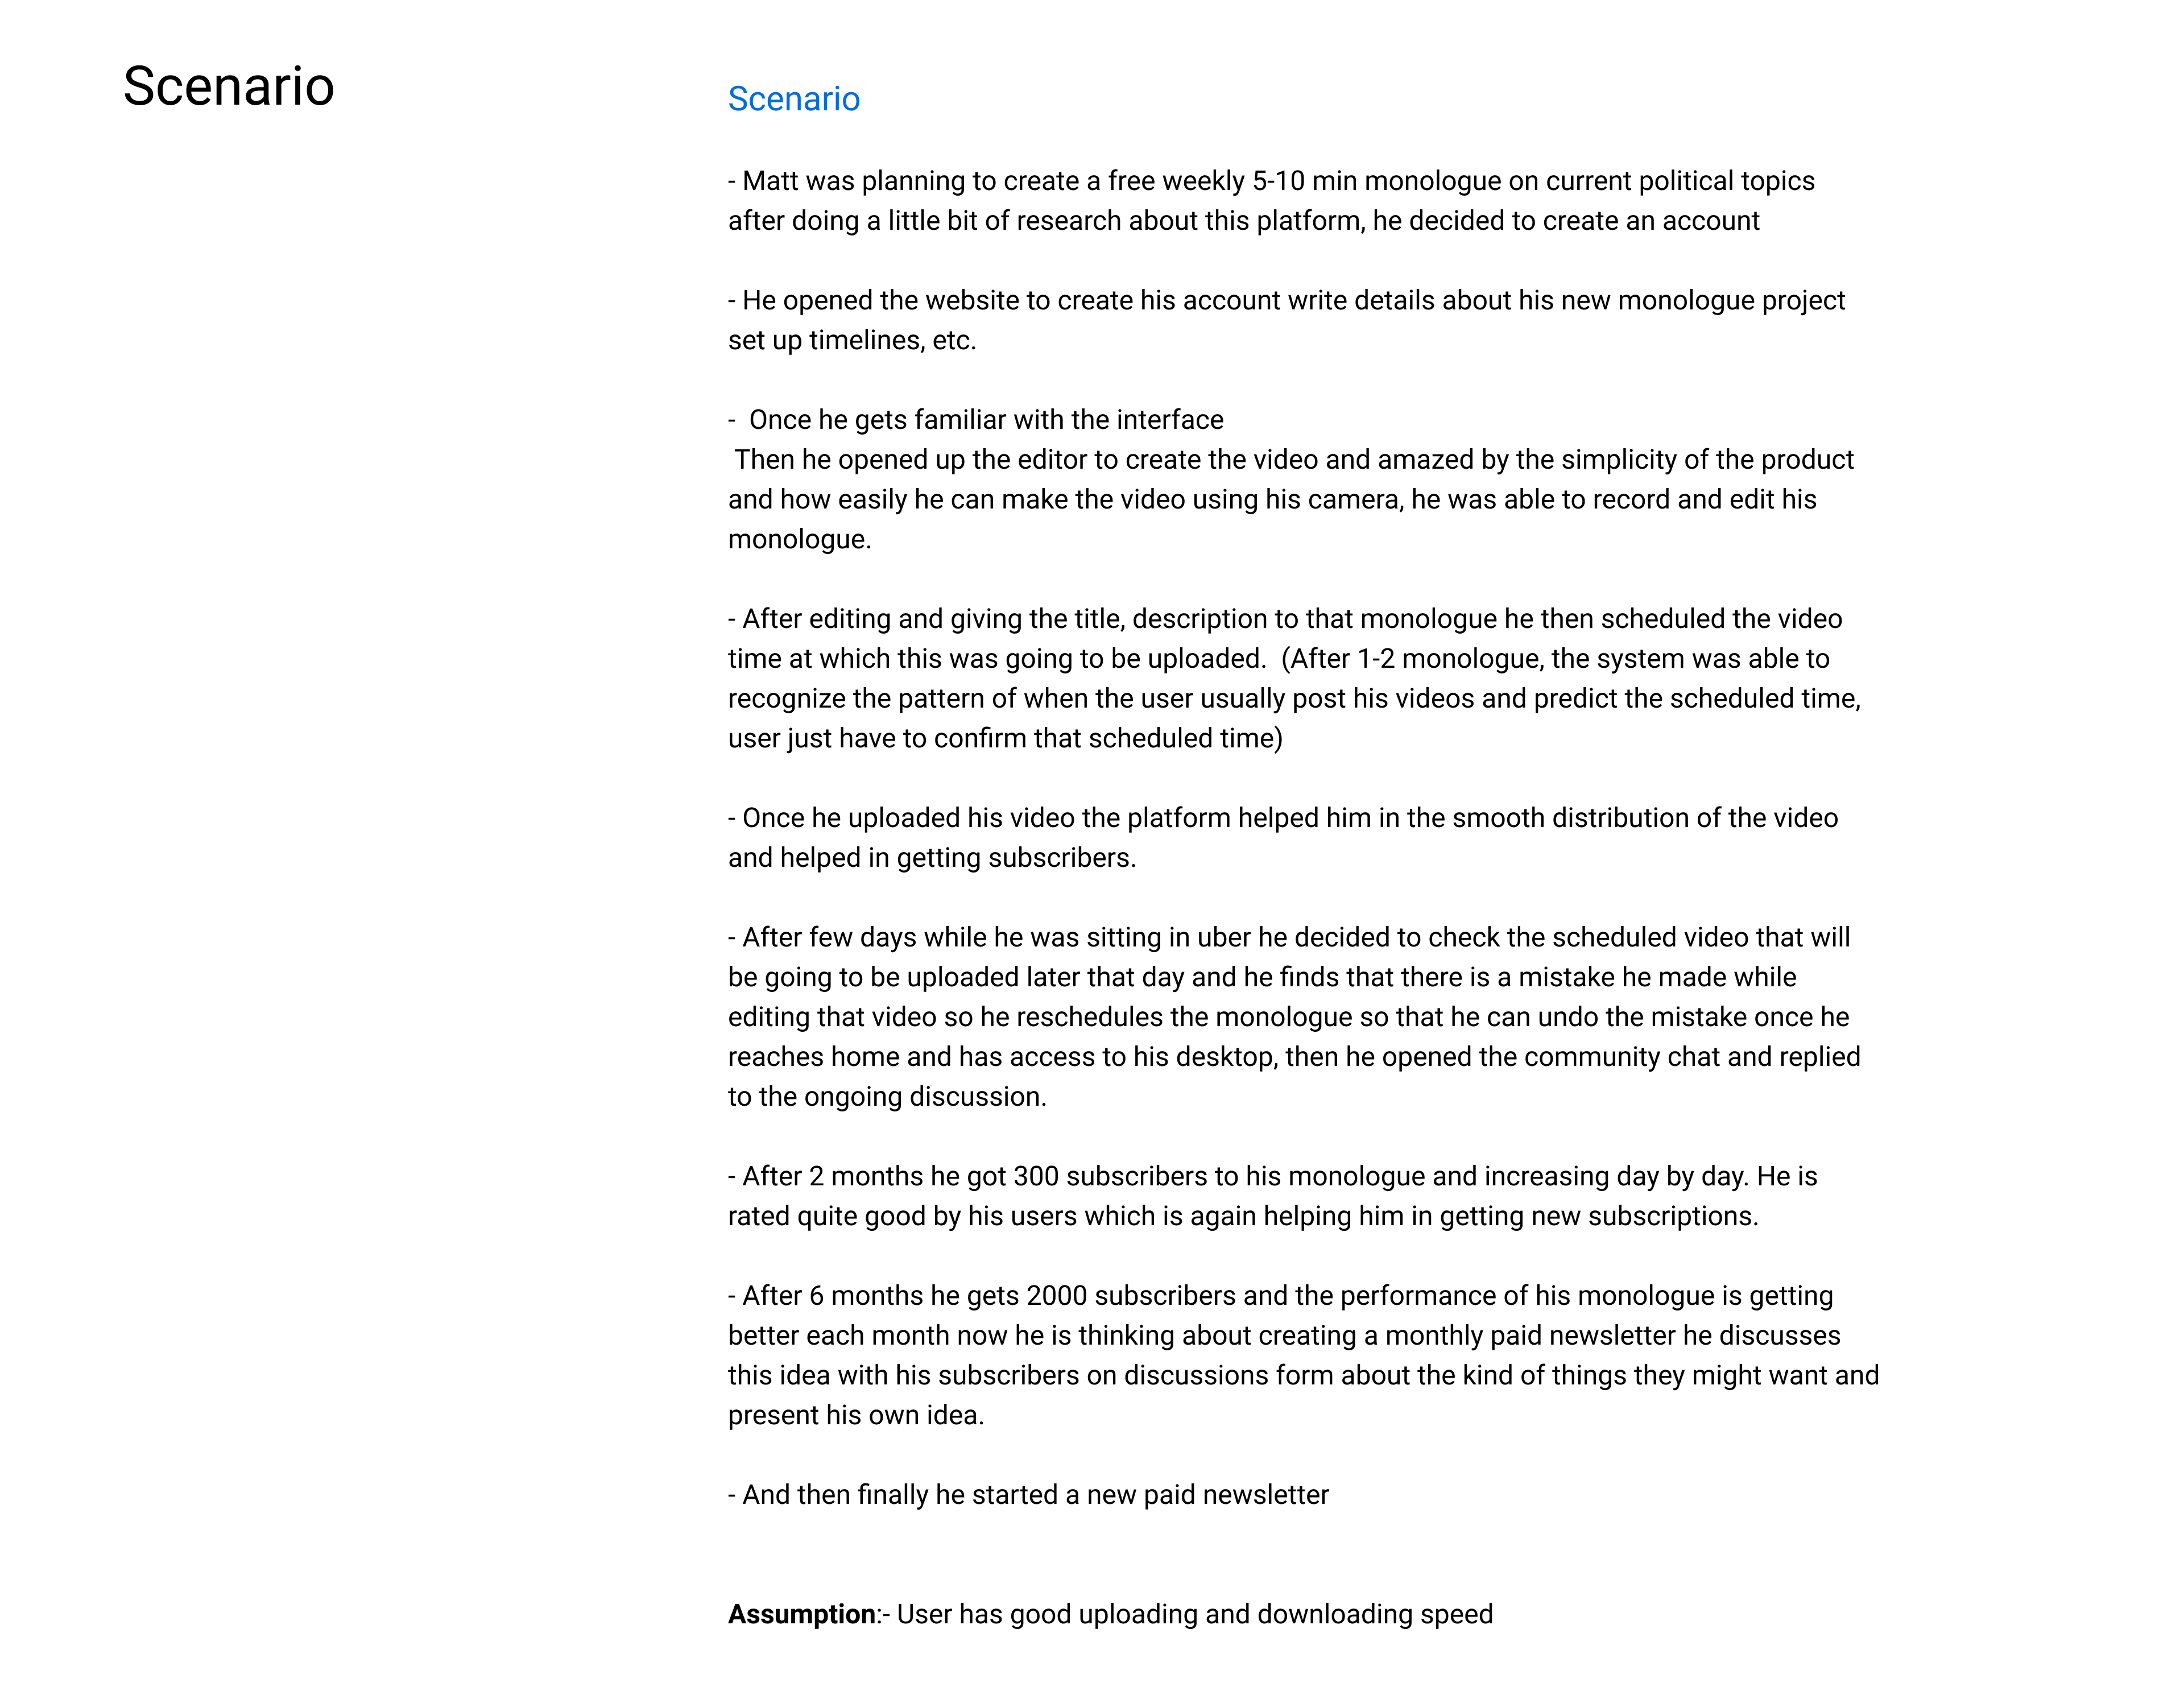 Scenario
Scenario
- Matt was planning to create a free weekly 5-10 min monologue on current political topics
after doing a little bit of research about this platform, he decided to create an account
- He opened the website to create his account write details about his new monologue project
set up timelines, etc.
-  Once he gets familiar with the interface
Then he opened up the editor to create the video and amazed by the simplicity of the product
and how easily he can make the video using his camera, he was able to record and edit his
monologue.
- After editing and giving the title, description to that monologue he then scheduled the video
time at which this was going to be uploaded.  (After 1-2 monologue, the system was able to
recognize the pattern of when the user usually post his videos and predict the scheduled time,
user just have to confirm that scheduled time)
- Once he uploaded his video the platform helped him in the smooth distribution of the video
and helped in getting subscribers.
- After few days while he was sitting in uber he decided to check the scheduled video that will
be going to be uploaded later that day and he finds that there is a mistake he made while
editing that video so he reschedules the monologue so that he can undo the mistake once he
reaches home and has access to his desktop, then he opened the community chat and replied
to the ongoing discussion.
- After 2 months he got 300 subscribers to his monologue and increasing day by day. He is
rated quite good by his users which is again helping him in getting new subscriptions.
- After 6 months he gets 2000 subscribers and the performance of his monologue is getting
better each month now he is thinking about creating a monthly paid newsletter he discusses
this idea with his subscribers on discussions form about the kind of things they might want and
present his own idea.
- And then finally he started a new paid newsletter
Assumption:- User has good uploading and downloading speed